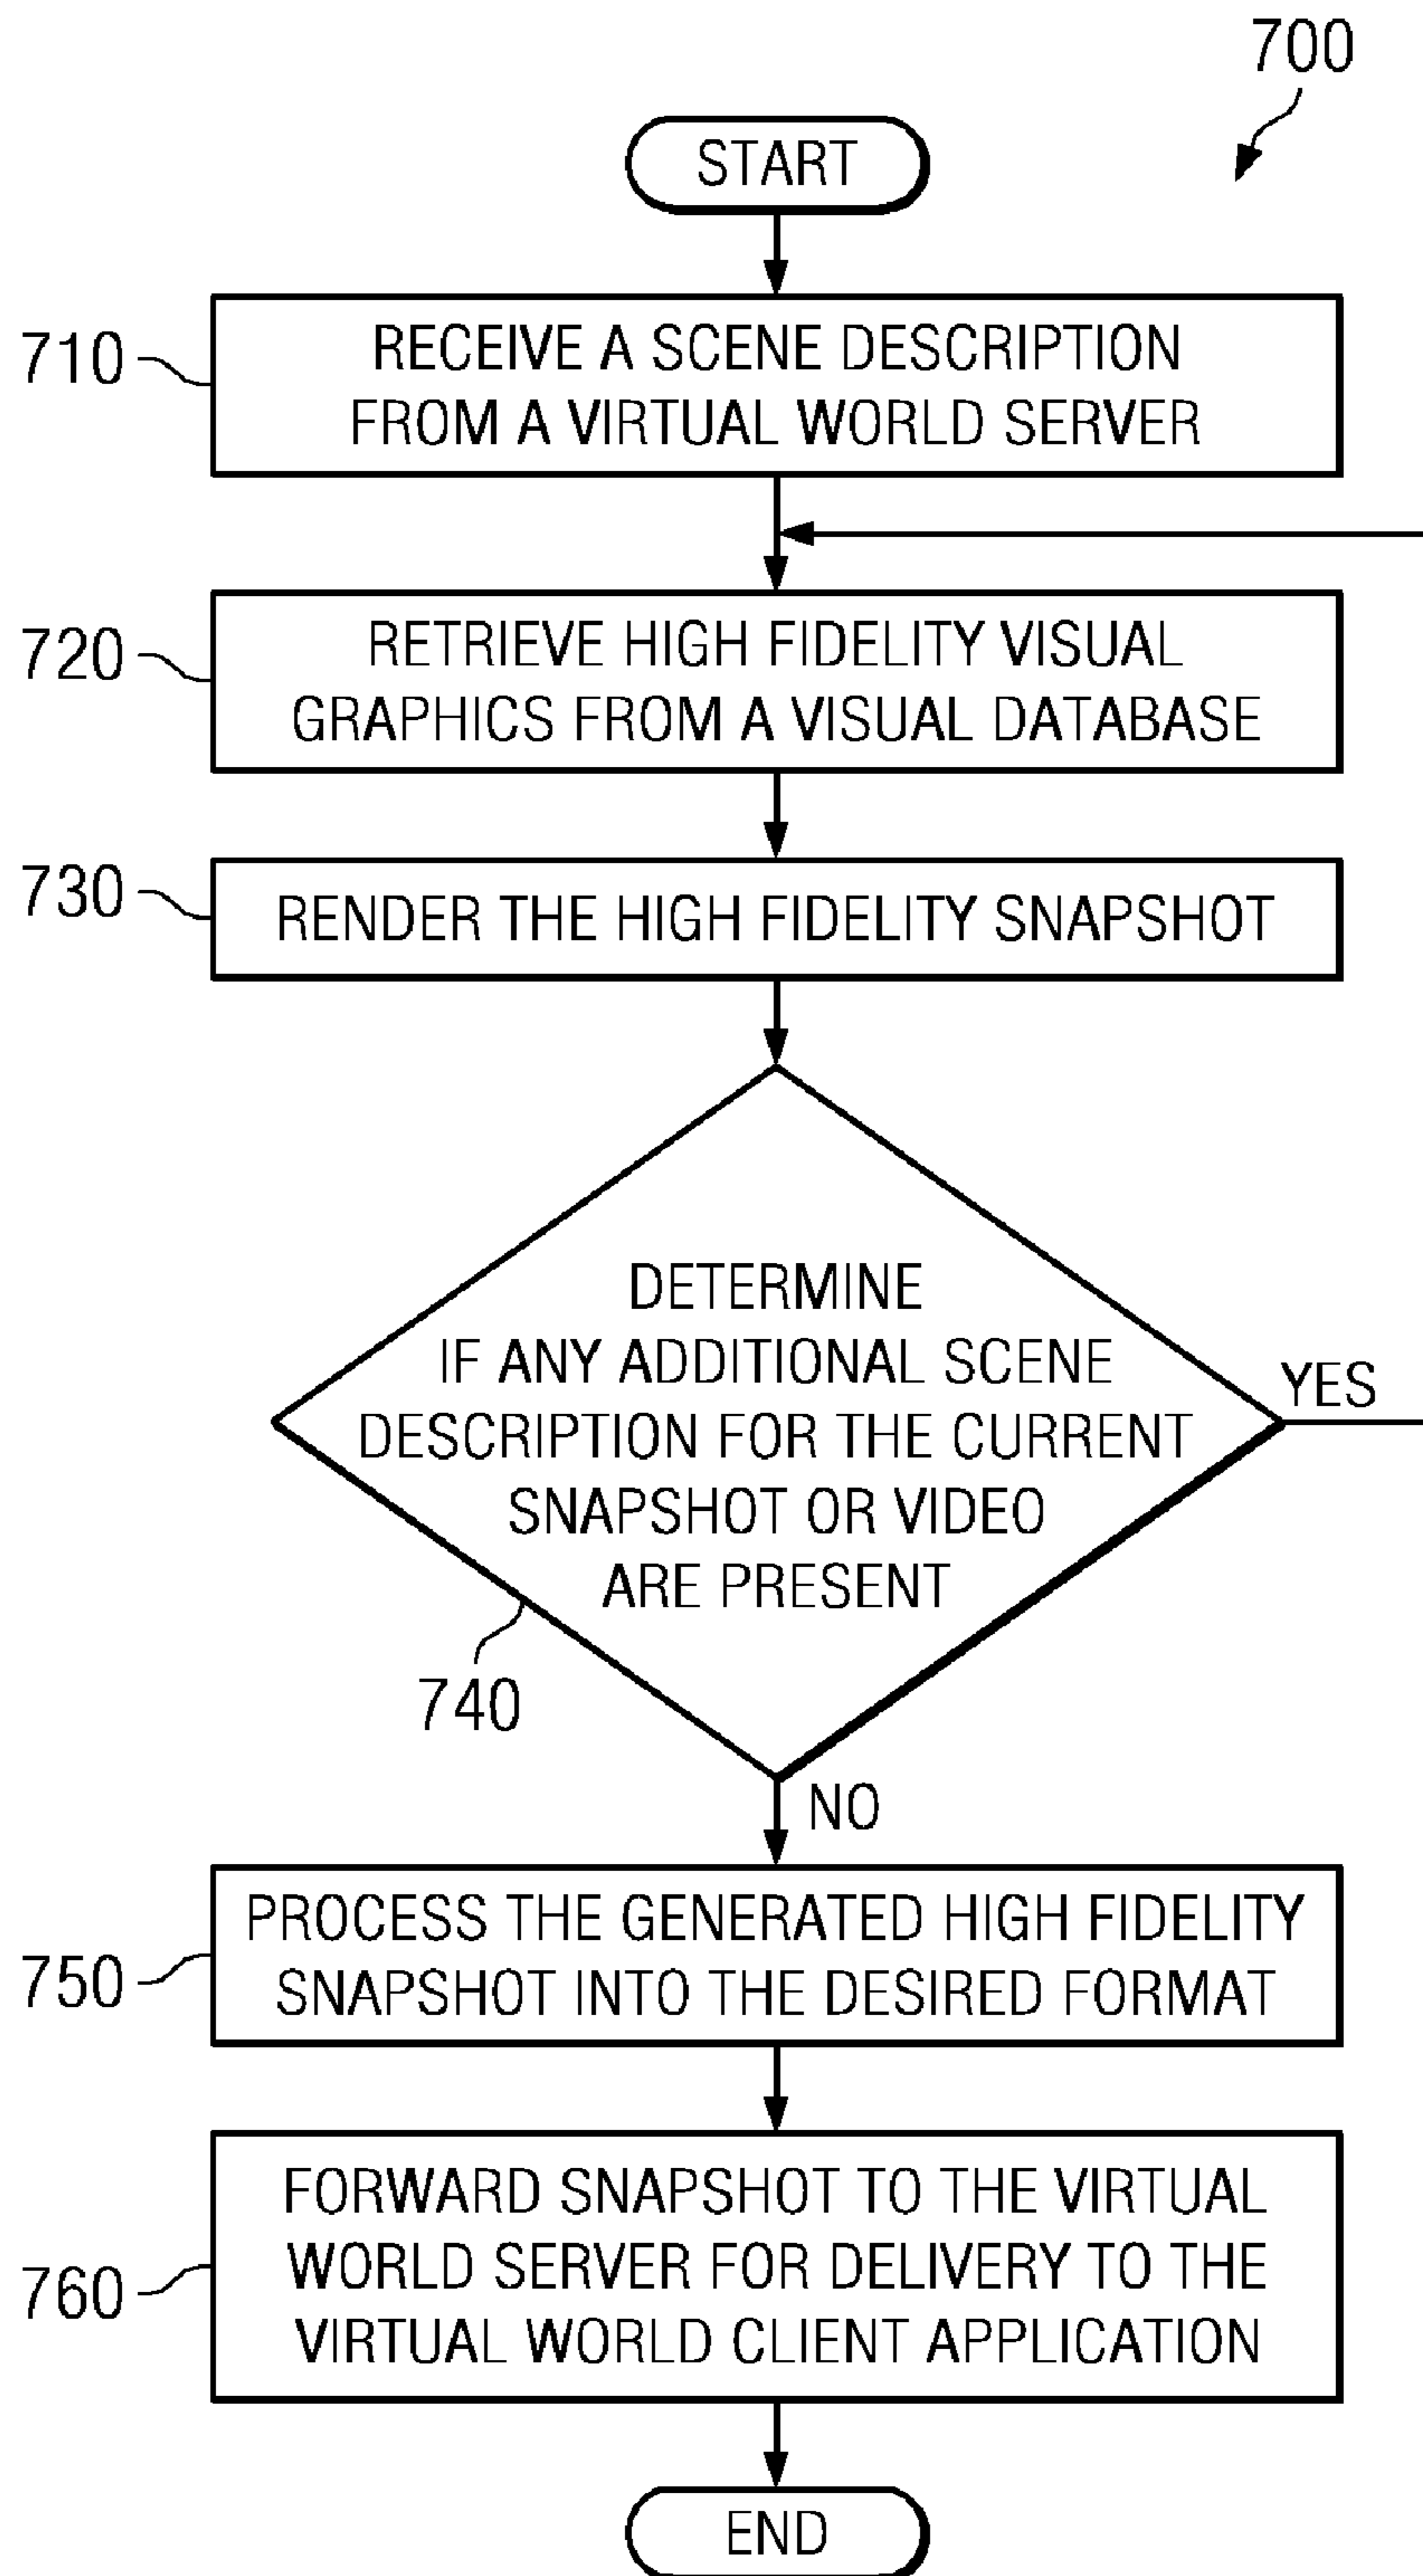 700
START
710
RECEIVE A SCENE DESCRIPTION
FROM A VIRTUAL WORLD SERVER
720
RETRIEVE HIGH FIDELITY VISUAL
GRAPHICS FROM A VISUAL DATABASE
730
RENDER THE HIGH FIDELITY SNAPSHOT
DETERMINE
IF ANY ADDITIONAL SCENE
DESCRIPTION FOR THE CURRENT
SNAPSHOT OR VIDEO
ARE PRESENT
YES
740
NO
750
PROCESS THE GENERATED HIGH FIDELITY
SNAPSHOT INTO THE DESIRED FORMAT
760
FORWARD SNAPSHOT TO THE VIRTUAL
WORLD SERVER FOR DELIVERY TO THE
VIRTUAL WORLD CLIENT APPLICATION
END